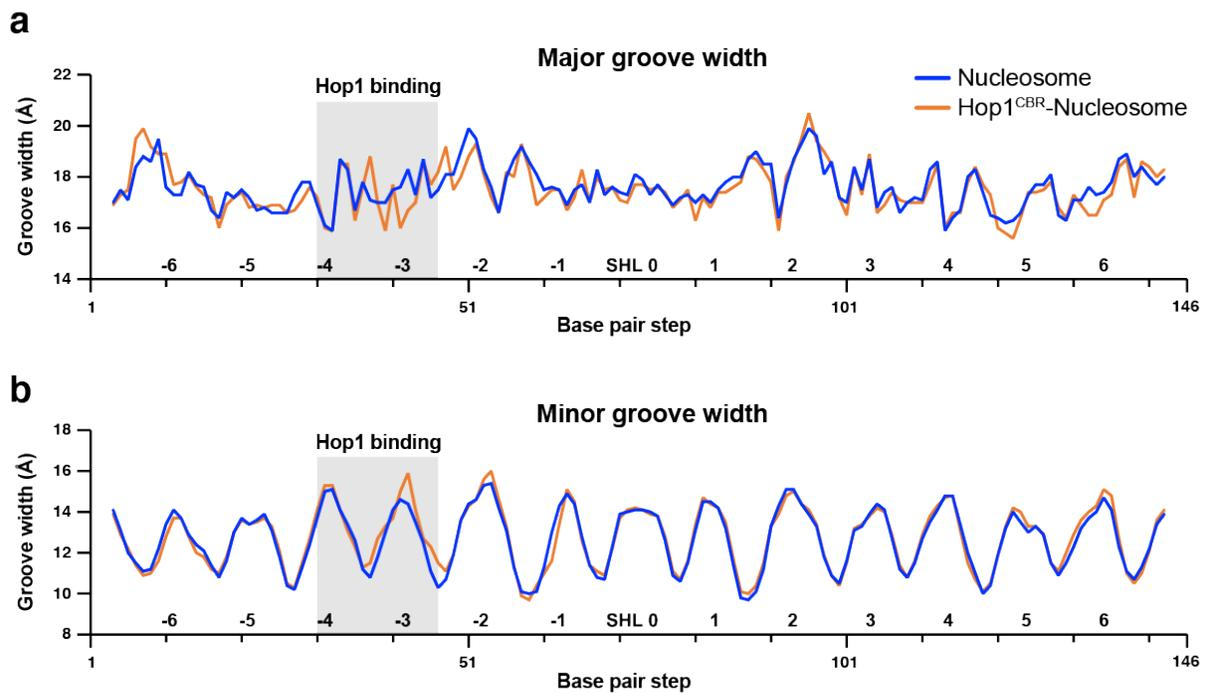 a
Major groove width
22
20
18
16
14
Groove width (Å)
Hop1 binding
Nucleosome
Hop1CBR-Nucleosome
-6 -5 -4 -3 -2 -1 SHL 0 1 2 3 4 5 6
1 51 101 146
Base pair step
b
Minor groove width
18
16
14
12
10
8
Groove width (Å)
Hop1 binding
-6 -5 -4 -3 -2 -1 SHL 0 1 2 3 4 5 6
1 51 101 146
Base pair step